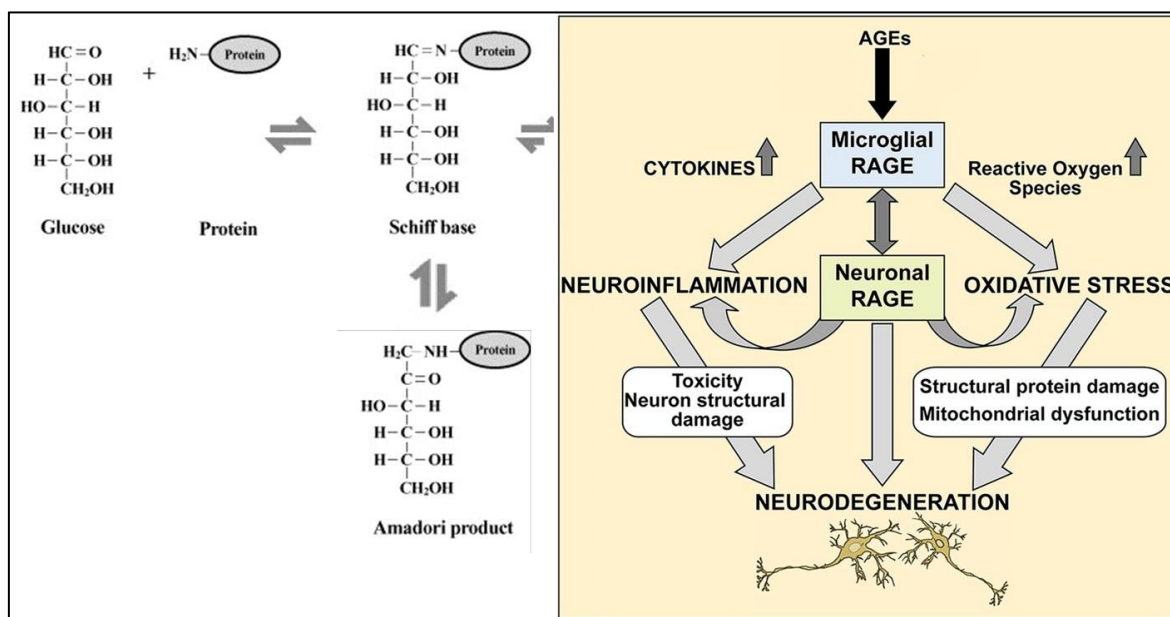 HC=O
H-C-OH
HO-C-H
H-C-OH
H-C-OH
CH₂OH
Glucose
+
H₂N-Protein
Protein
HC=N-Protein
H-C-OH
HO-C-H
H-C-OH
H-C-OH
CH₂OH
Schiff base
H₂C-NH-Protein
C=O
HO-C-H
H-C-OH
H-C-OH
CH₂OH
Amadori product
AGEs
Microglial
RAGE
CYTOKINES
Reactive Oxygen
Species
Neuronal
RAGE
NEUROINFLAMMATION
OXIDATIVE STRESS
Toxicity
Neuron structural
damage
Structural protein damage
Mitochondrial dysfunction
NEURODEGENERATION